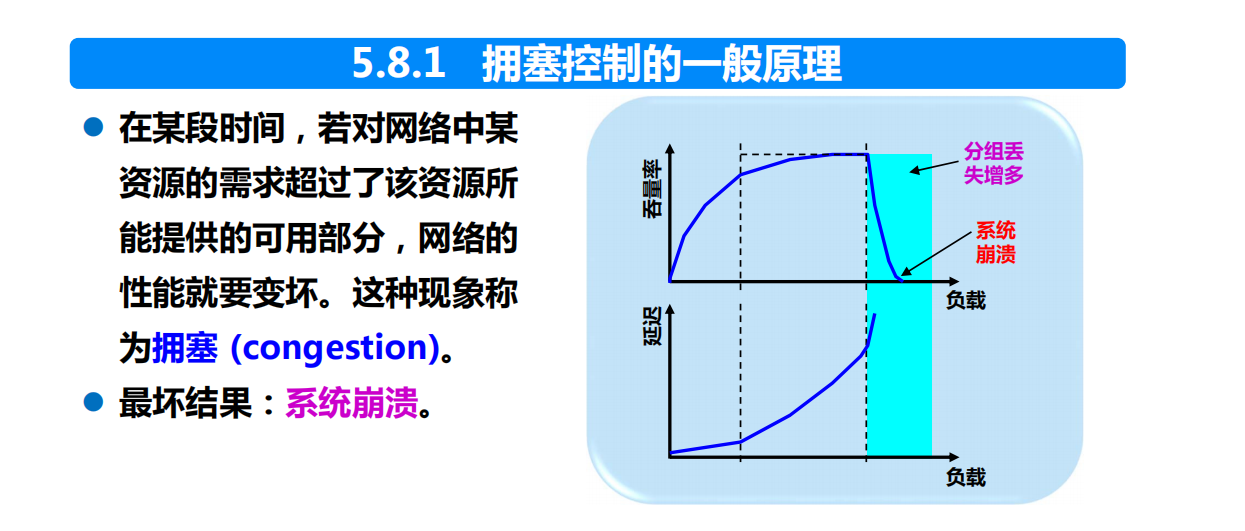 5.8.1 拥塞控制的一般原理
在某段时间，若对网络中某
资源的需求超过了该资源所
能提供的可用部分，网络的
性能就要变坏。这种现象称
为拥塞 (congestion)。
最坏结果：系统崩溃。
吞量率
分组丢
失增多
系统
崩溃
负载
延迟
负载